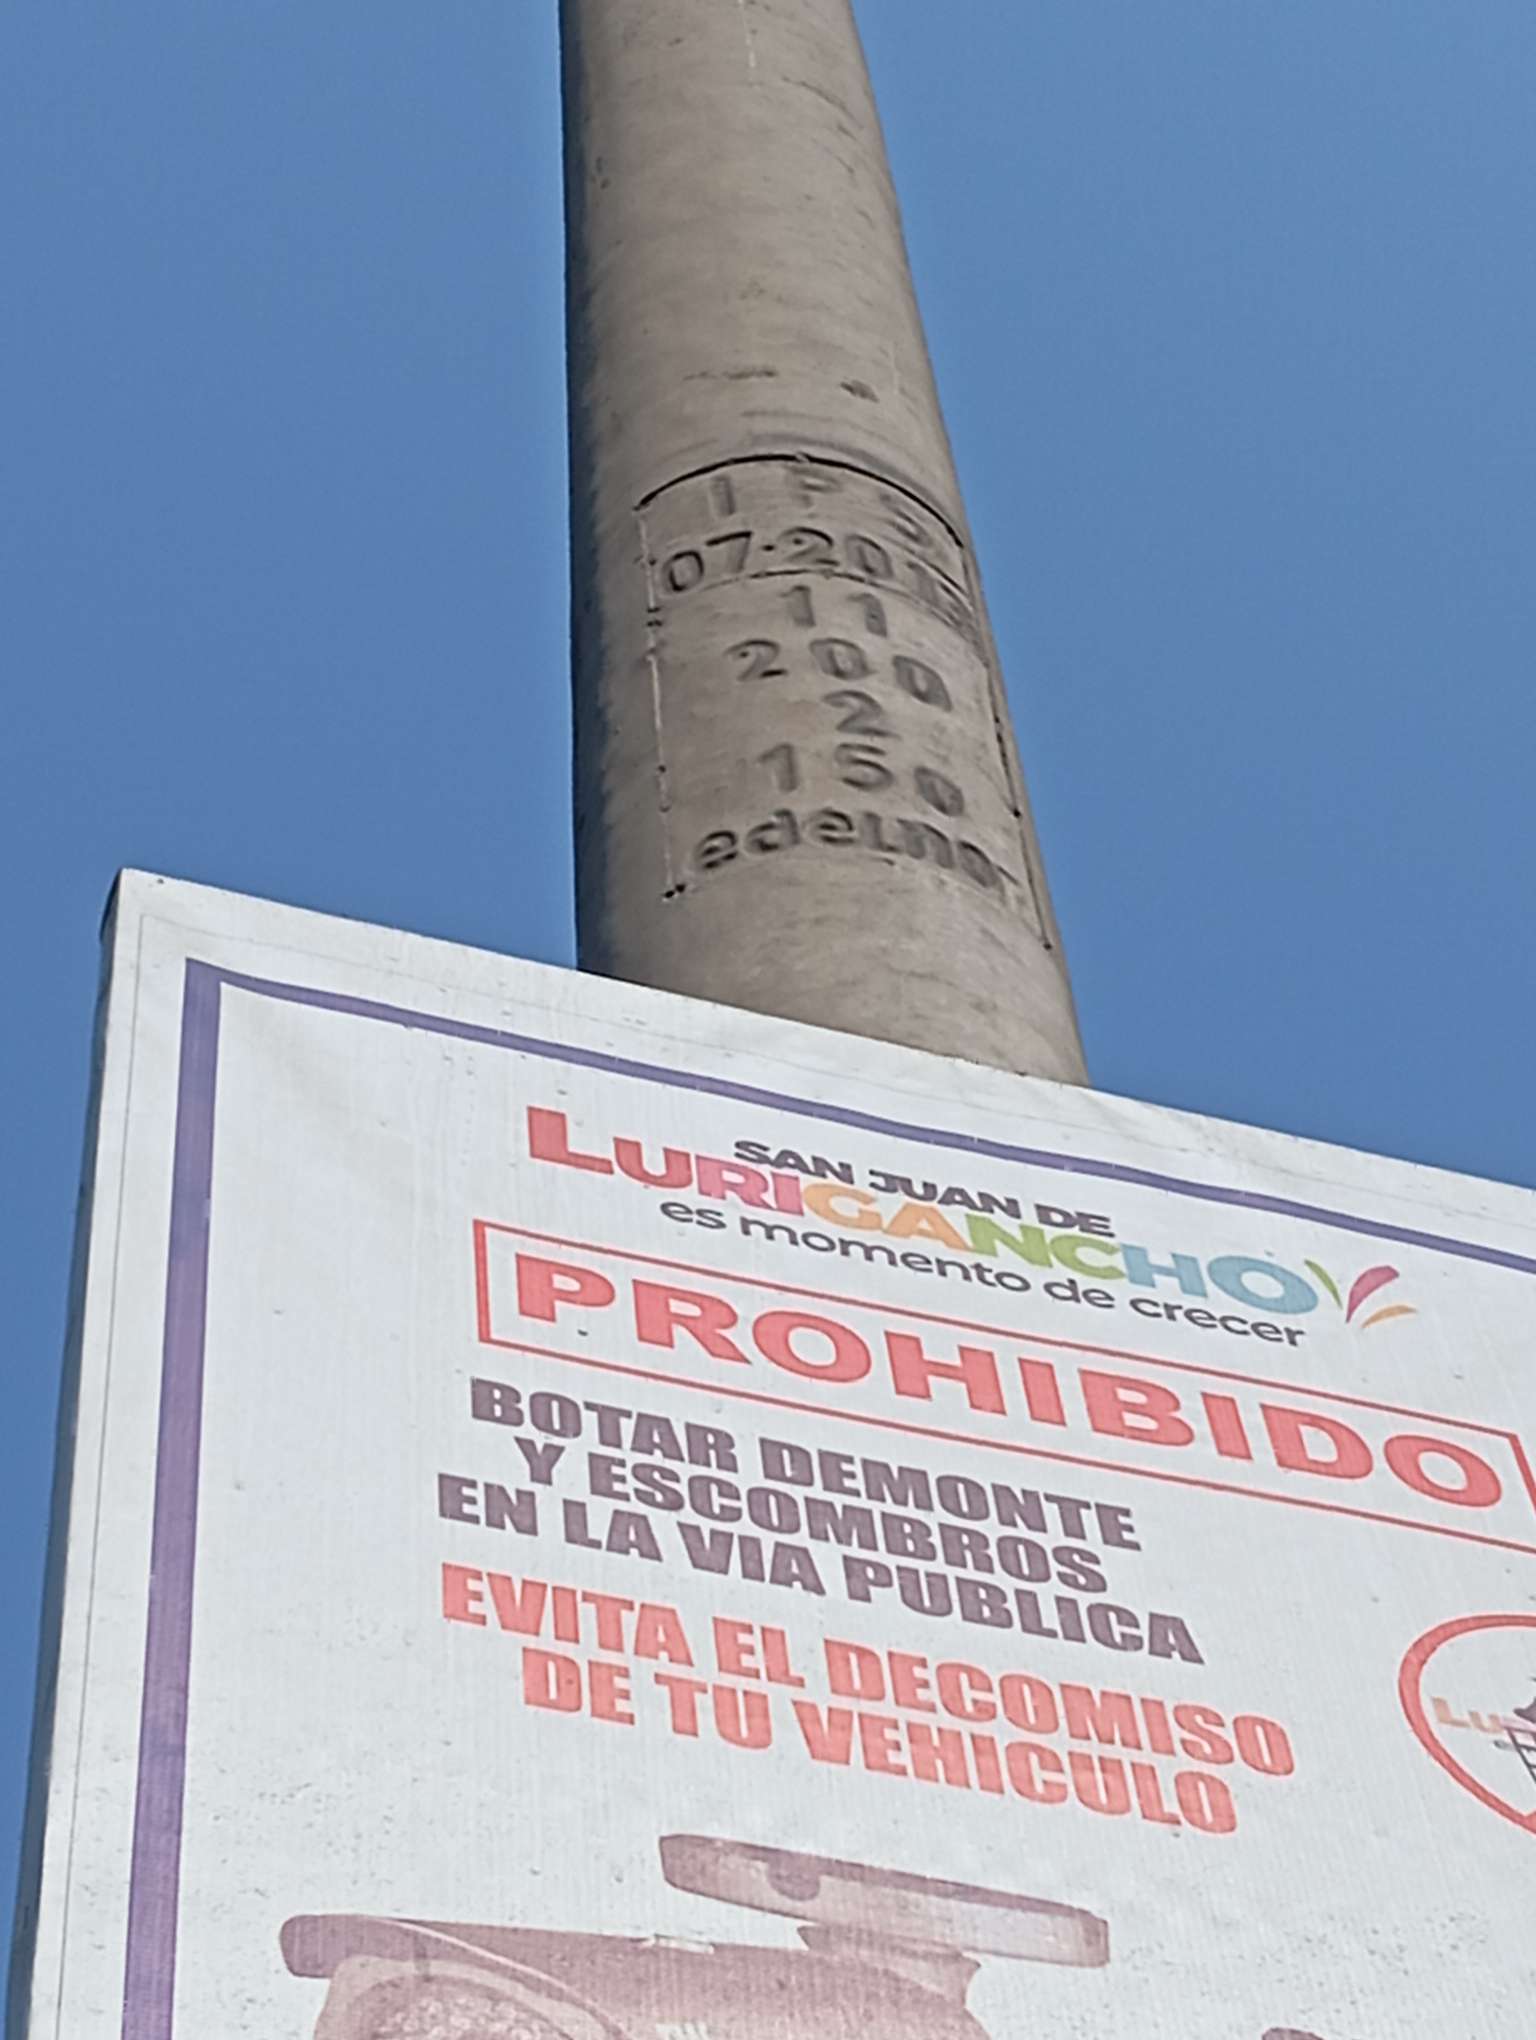 I P S
07·2013
11
200
2
150
edelnor
SAN JUAN DE
LURIGANCHO
es momento de crecer
PROHIBIDO
BOTAR DEMONTE
Y ESCOMBROS
EN LA VIA PUBLICA
EVITA EL DECOMISO
DE TU VEHICULO